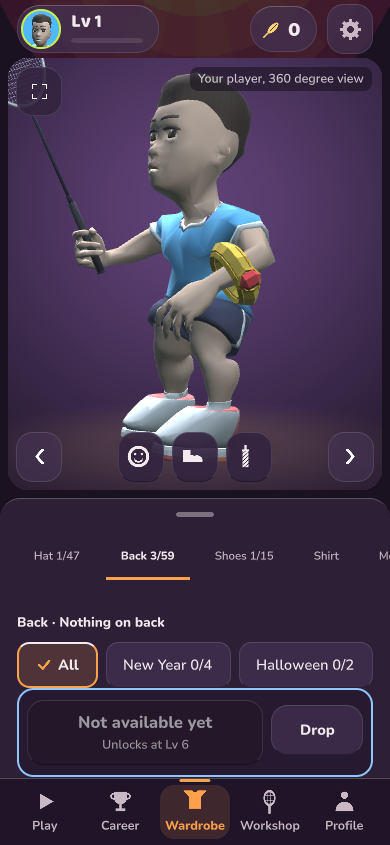 Lv 1
0
Your player, 360 degree view
Hat 1/47
Back 3/59
Shoes 1/15
Shirt
Back · Nothing on back
All
New Year 0/4
Halloween 0/2
Not available yet
Unlocks at Lv 6
Drop
Play
Career
Wardrobe
Workshop
Profile